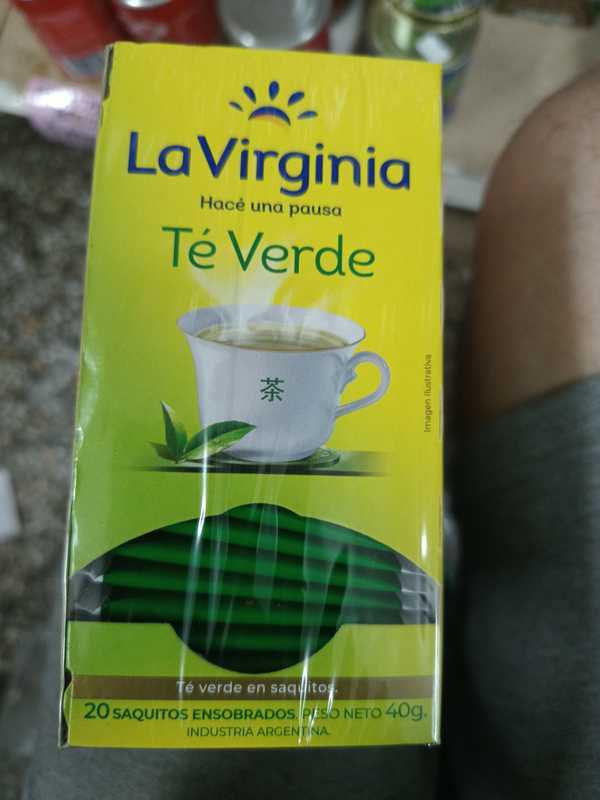 La Virginia
Hacé una pausa
Té Verde
茶
Imagen ilustrativa
Té verde en saquitos.
20 SAQUITOS ENSOBRADOS. PESO NETO 40g.
INDUSTRIA ARGENTINA.